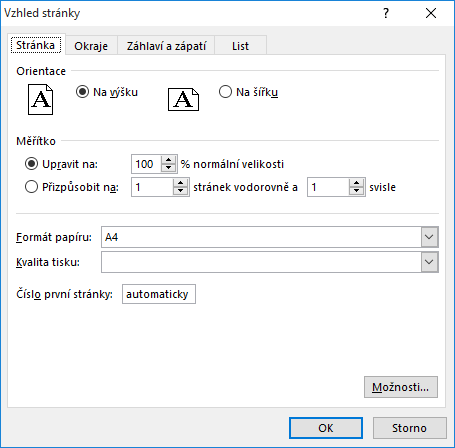 Vzhled stránky
?
Stránka Okraje Záhlaví a zápatí List
Orientace
A Na výšku A Na šířku
Měřítko
Upravit na: 100 % normální velikosti
Přizpůsobit na: 1 stránek vodorovně a 1 svisle
Formát papíru: A4
Kvalita tisku:
Číslo první stránky: automaticky
Možnosti...
OK Storno